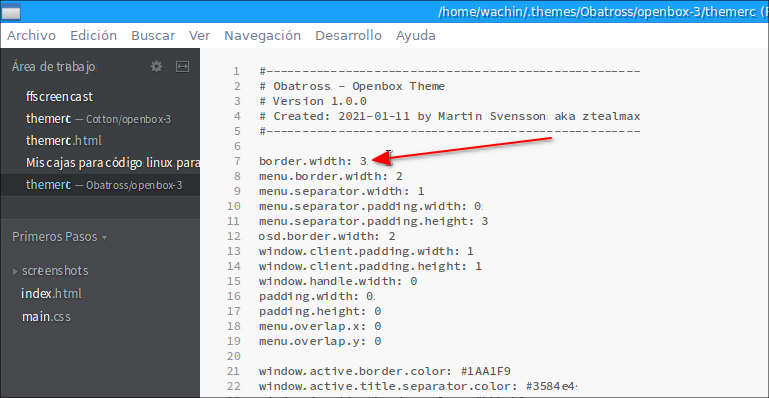 /home/wachin/.themes/Obatross/openbox-3/themerc (
Archivo Edición Buscar Ver Navegación Desarrollo Ayuda
Área de trabajo
ffscreencast
themerc — Cotton/openbox-3
themerc.html
Mis cajas para código linux para
themerc — Obatross/openbox-3
Primeros Pasos
screenshots
index.html
main.css
1 #--------------------------------------------------
2 # Obatross - Openbox Theme
3 # Version 1.0.0
4 # Created: 2021-01-11 by Martin Svensson aka ztealmax
5 #--------------------------------------------------
6
7 border.width: 3
8 menu.border.width: 2
9 menu.separator.width: 1
10 menu.separator.padding.width: 0
11 menu.separator.padding.height: 3
12 osd.border.width: 2
13 window.client.padding.width: 1
14 window.client.padding.height: 1
15 window.handle.width: 0
16 padding.width: 0
17 padding.height: 0
18 menu.overlap.x: 0
19 menu.overlap.y: 0
20
21 window.active.border.color: #1AA1F9
22 window.active.title.separator.color: #3584e4